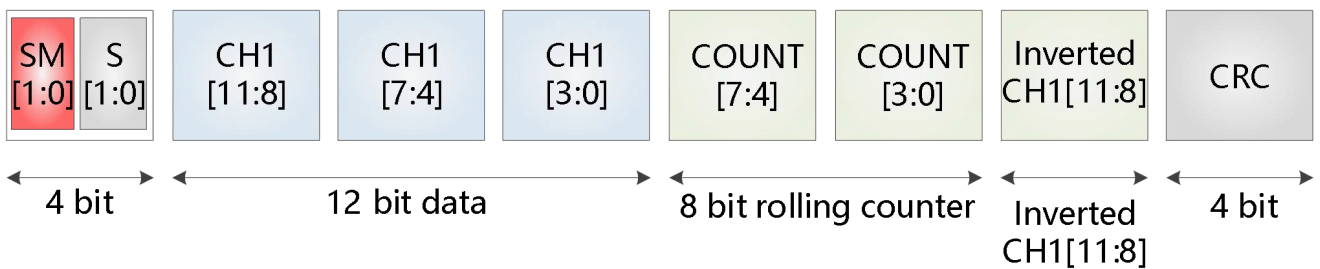 SM
[1:0]
S
[1:0]
CH1
[11:8]
CH1
[7:4]
CH1
[3:0]
COUNT
[7:4]
COUNT
[3:0]
Inverted
CH1[11:8]
CRC
4 bit
12 bit data
8 bit rolling counter
Inverted
CH1[11:8]
4 bit